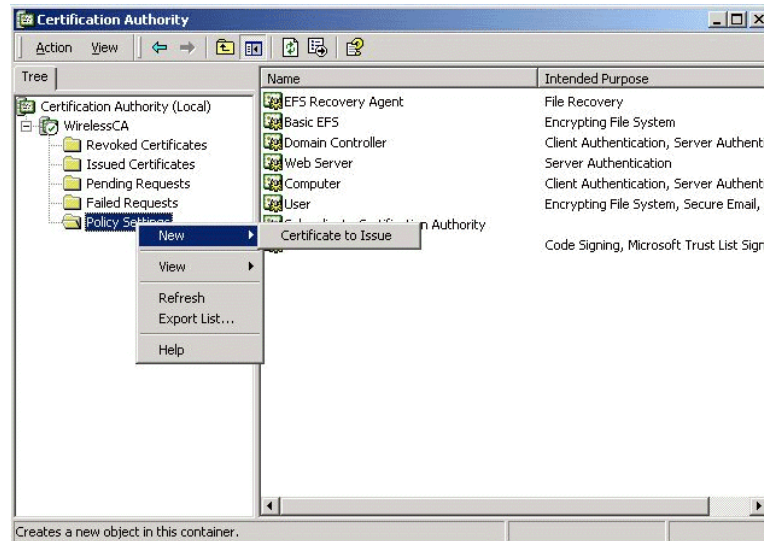 Certification Authority
Action View
Tree
Name Intended Purpose
Certification Authority (Local)
WirelessCA
Revoked Certificates
Issued Certificates
Pending Requests
Failed Requests
Policy Settings
EFS Recovery Agent File Recovery
Basic EFS Encrypting File System
Domain Controller Client Authentication, Server Authent
Web Server Server Authentication
Computer Client Authentication, Server Authent
User Encrypting File System, Secure Email,
Authority
Code Signing, Microsoft Trust List Sign
New
Certificate to Issue
View
Refresh
Export List...
Help
Creates a new object in this container.